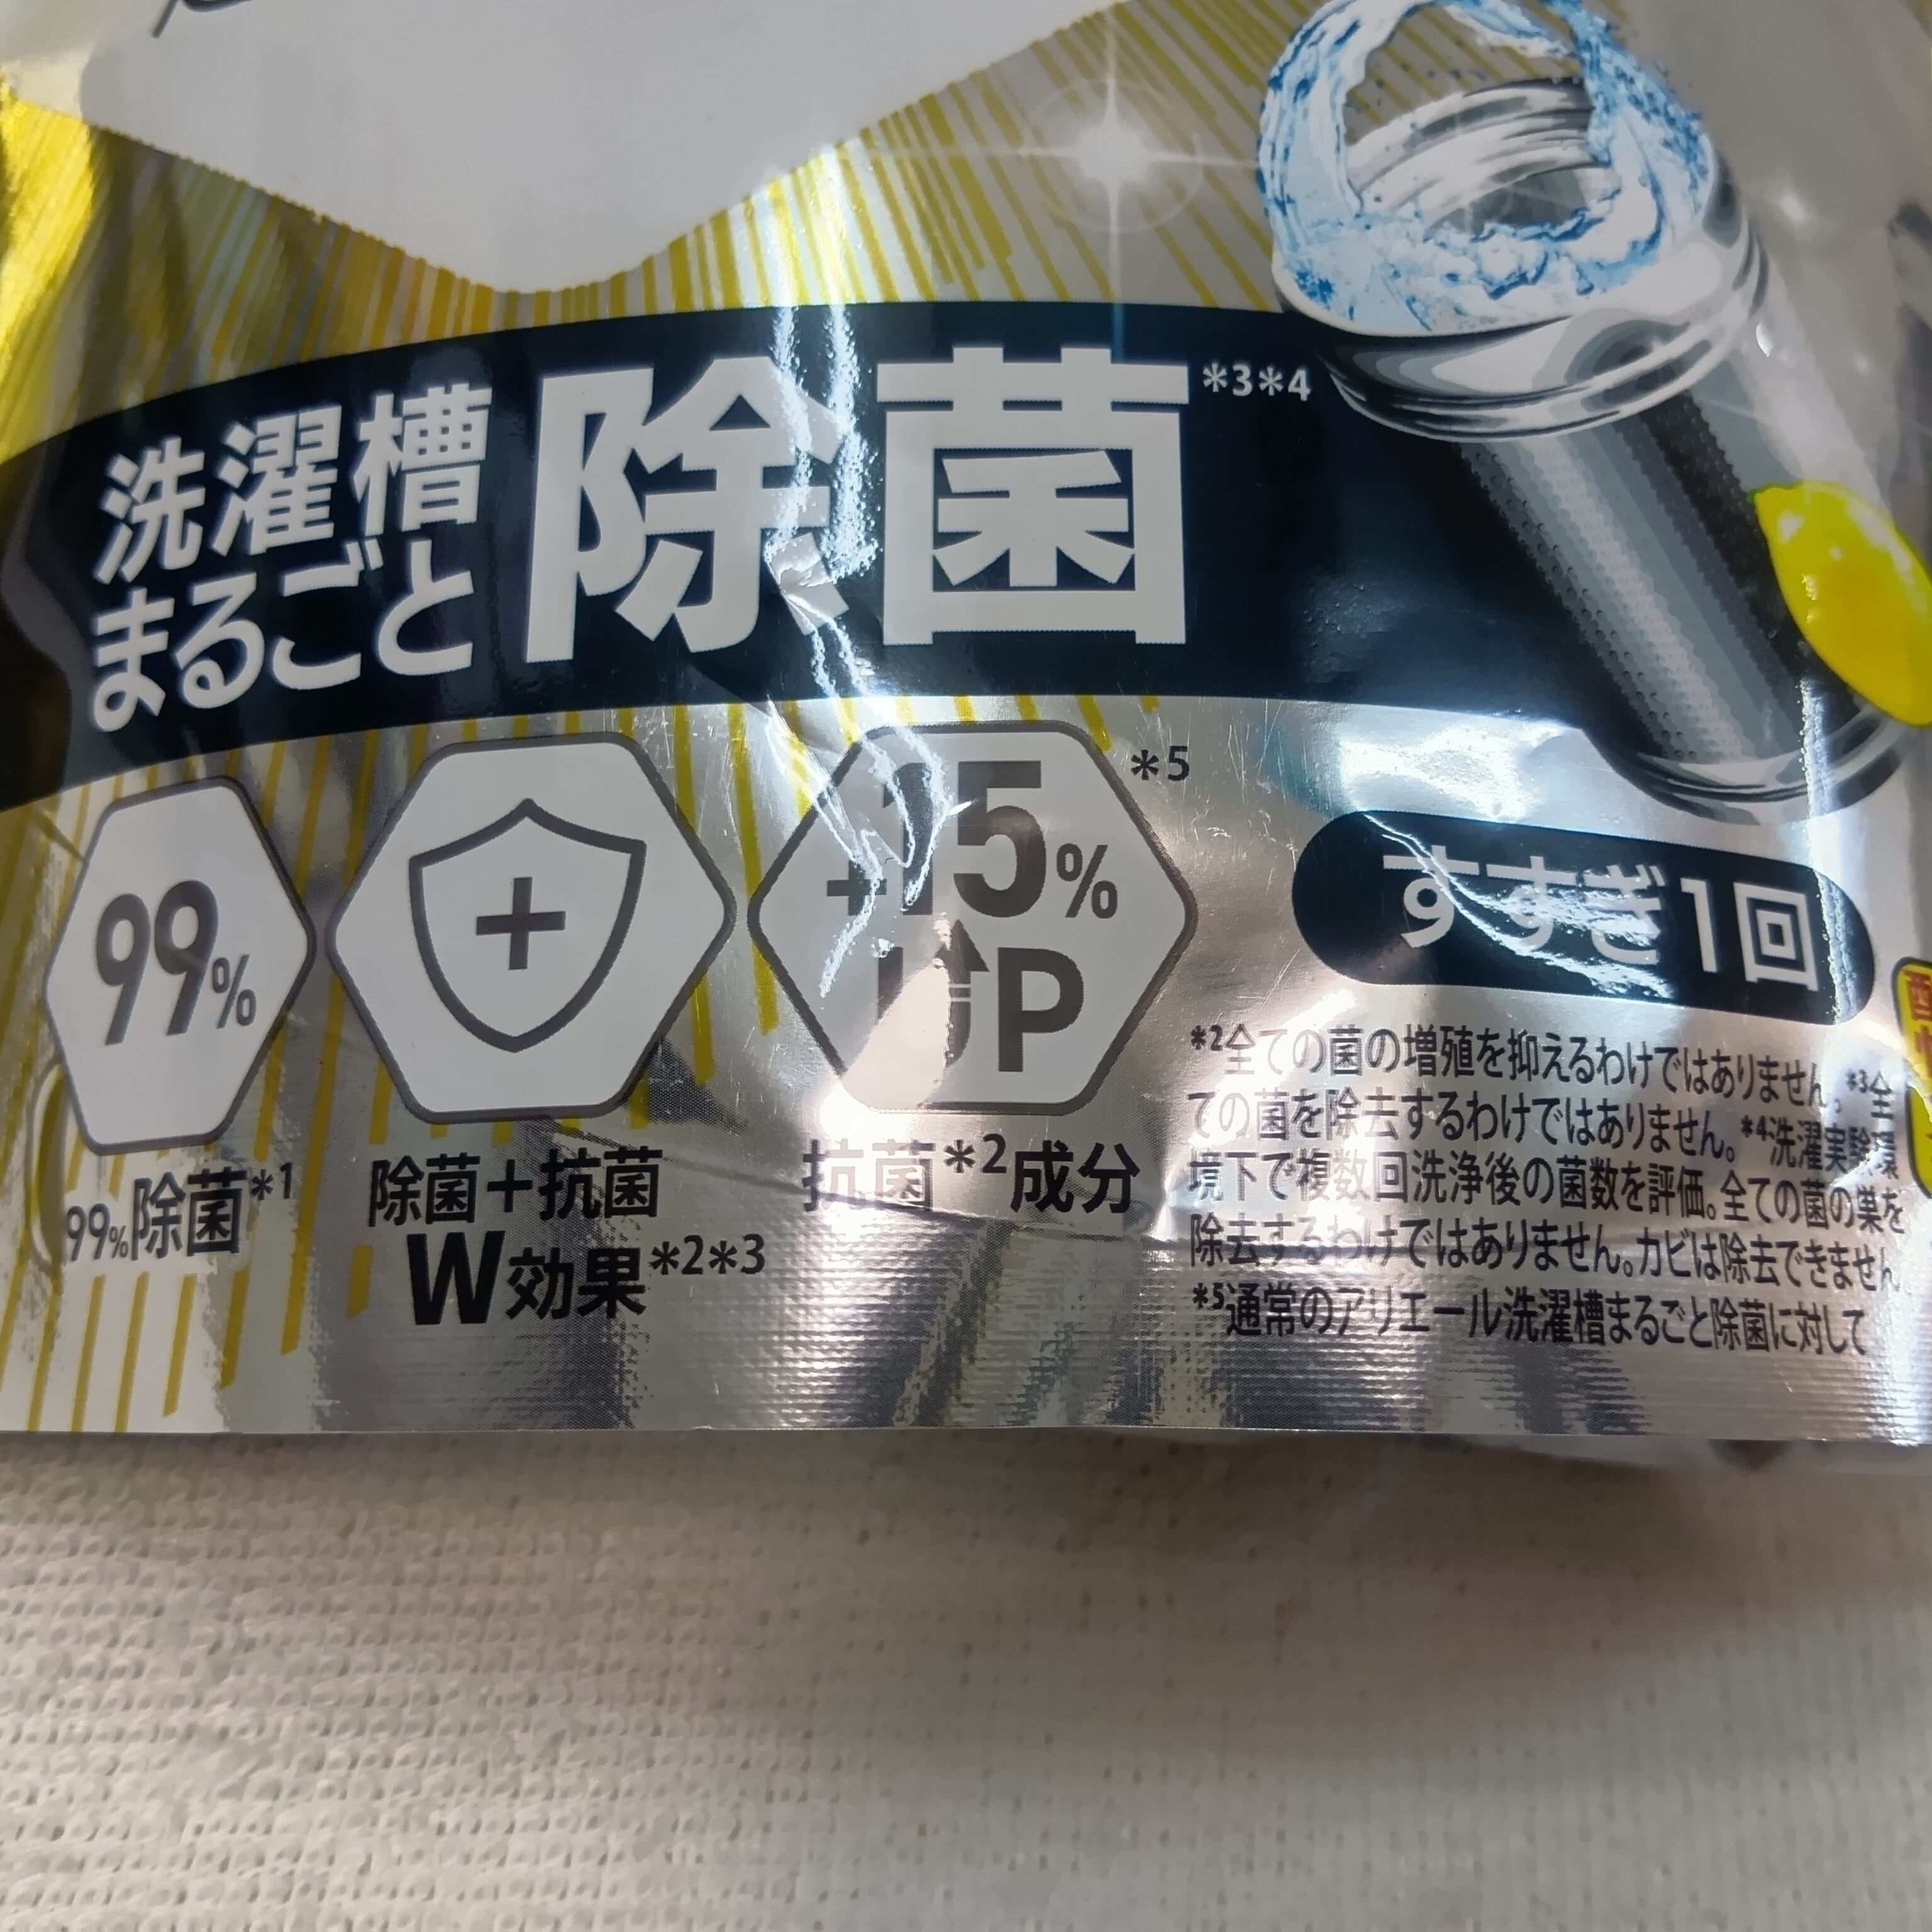 洗濯槽
まるごと
除菌*3*4
99%
+15%
UP
*5
すすぎ1回
99%除菌*1
除菌+抗菌
W効果*2*3
抗菌*2成分
*2全ての菌の増殖を抑えるわけではありません。*3全
ての菌を除去するわけではありません。*4洗濯実験環
境下で複数回洗浄後の菌数を評価。全ての菌の巣を
除去するわけではありません。カビは除去できません
*5通常のアリエール洗濯槽まるごと除菌に対して